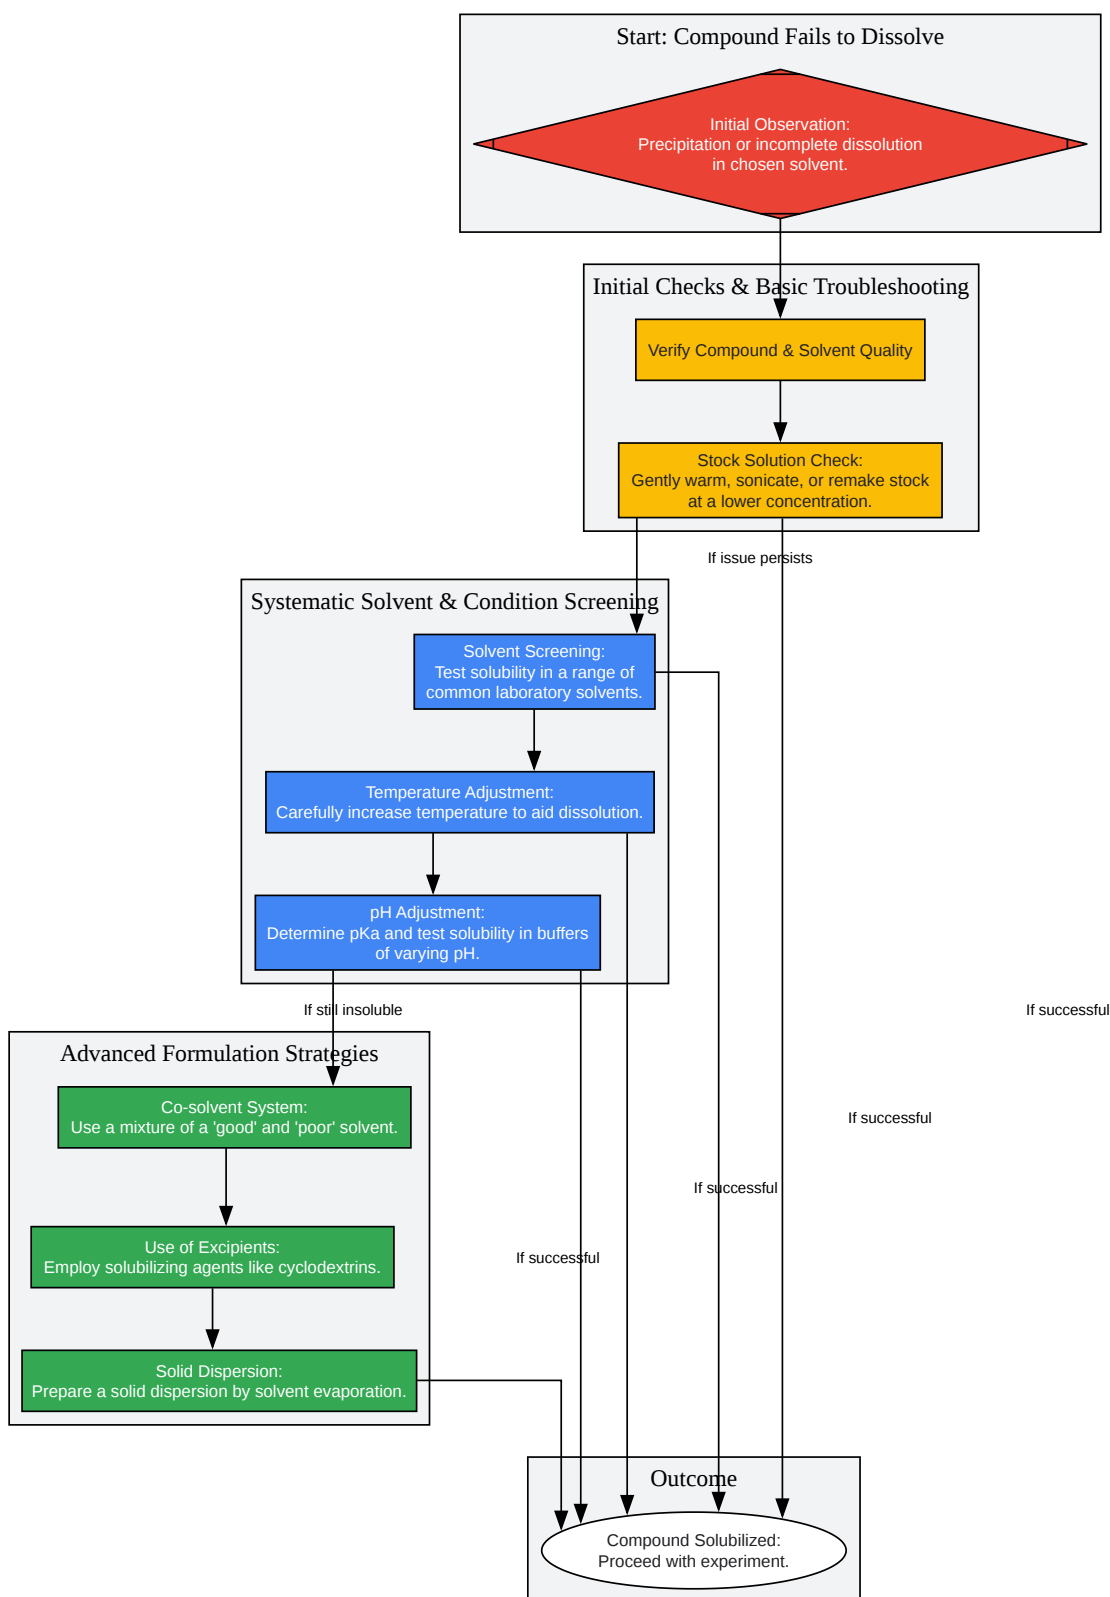 Start: Compound Fails to Dissolve
Initial Observation:
Precipitation or incomplete dissolution
in chosen solvent.
Initial Checks & Basic Troubleshooting
Verify Compound & Solvent Quality
Stock Solution Check:
Gently warm, sonicate, or remake stock
at a lower concentration.
If issue persists
Systematic Solvent & Condition Screening
Solvent Screening:
Test solubility in a range of
common laboratory solvents.
Temperature Adjustment:
Carefully increase temperature to aid dissolution.
pH Adjustment:
Determine pKa and test solubility in buffers
of varying pH.
If still insoluble
If successful
Advanced Formulation Strategies
Co-solvent System:
Use a mixture of a 'good' and 'poor' solvent.
If successful
If successful
Use of Excipients:
Employ solubilizing agents like cyclodextrins.
If successful
Solid Dispersion:
Prepare a solid dispersion by solvent evaporation.
Outcome
Compound Solubilized:
Proceed with experiment.